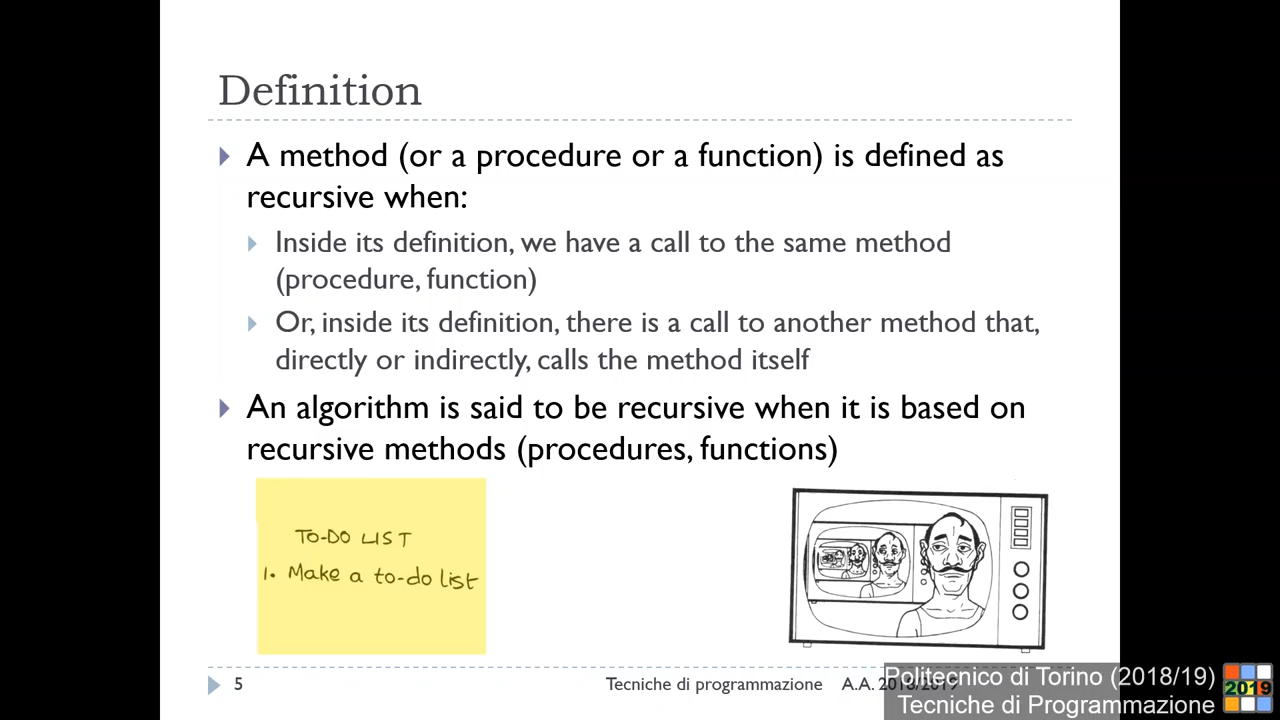 Definition
A method (or a procedure or a function) is defined as
recursive when:
Inside its definition, we have a call to the same method
(procedure, function)
Or, inside its definition, there is a call to another method that,
directly or indirectly, calls the method itself
An algorithm is said to be recursive when it is based on
recursive methods (procedures, functions)
TO-DO LIST
1. Make a to-do list
5
Tecniche di programmazione A.A. 2018/2019
Politecnico di Torino (2018/19)
Tecniche di Programmazione
2019